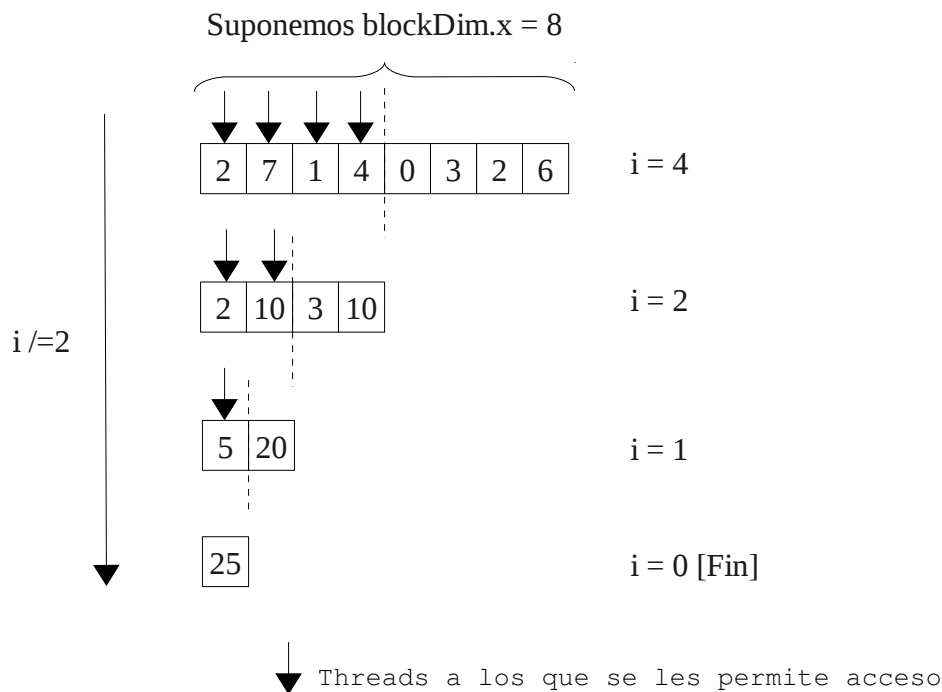 Suponemos blockDim.x = 8
2 7 1 4 0 3 2 6 i = 4
2 10 3 10 i = 2
i /=2
5 20 i = 1
25 i = 0 [Fin]
Threads a los que se les permite acceso